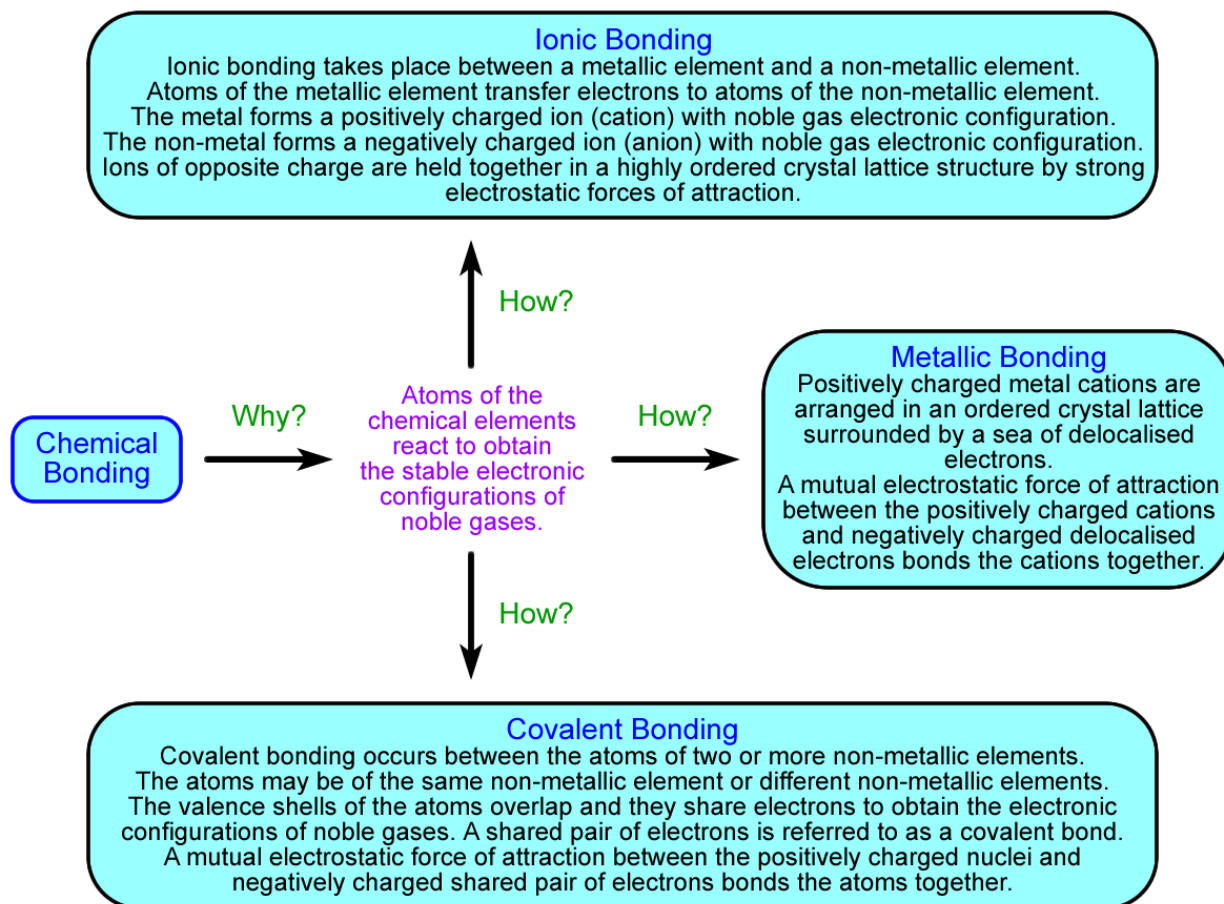 Ionic Bonding
Ionic bonding takes place between a metallic element and a non-metallic element.
Atoms of the metallic element transfer electrons to atoms of the non-metallic element.
The metal forms a positively charged ion (cation) with noble gas electronic configuration.
The non-metal forms a negatively charged ion (anion) with noble gas electronic configuration.
Ions of opposite charge are held together in a highly ordered crystal lattice structure by strong
electrostatic forces of attraction.
How?
Chemical
Bonding
Why?
Atoms of the
chemical elements
react to obtain
the stable electronic
configurations of
noble gases.
How?
Metallic Bonding
Positively charged metal cations are
arranged in an ordered crystal lattice
surrounded by a sea of delocalised
electrons.
A mutual electrostatic force of attraction
between the positively charged cations
and negatively charged delocalised
electrons bonds the cations together.
How?
Covalent Bonding
Covalent bonding occurs between the atoms of two or more non-metallic elements.
The atoms may be of the same non-metallic element or different non-metallic elements.
The valence shells of the atoms overlap and they share electrons to obtain the electronic
configurations of noble gases. A shared pair of electrons is referred to as a covalent bond.
A mutual electrostatic force of attraction between the positively charged nuclei and
negatively charged shared pair of electrons bonds the atoms together.